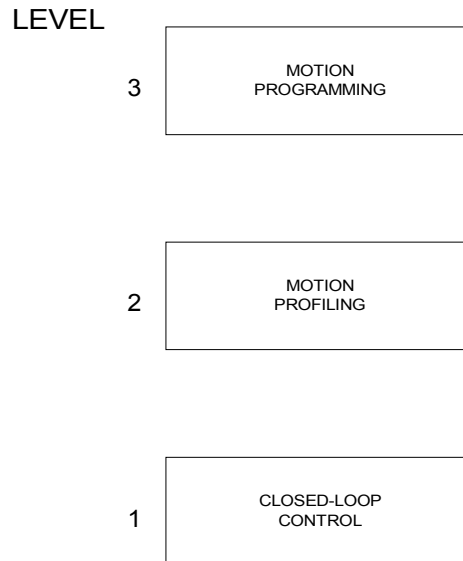 LEVEL
3
MOTION
PROGRAMMING
2
MOTION
PROFILING
1
CLOSED-LOOP
CONTROL